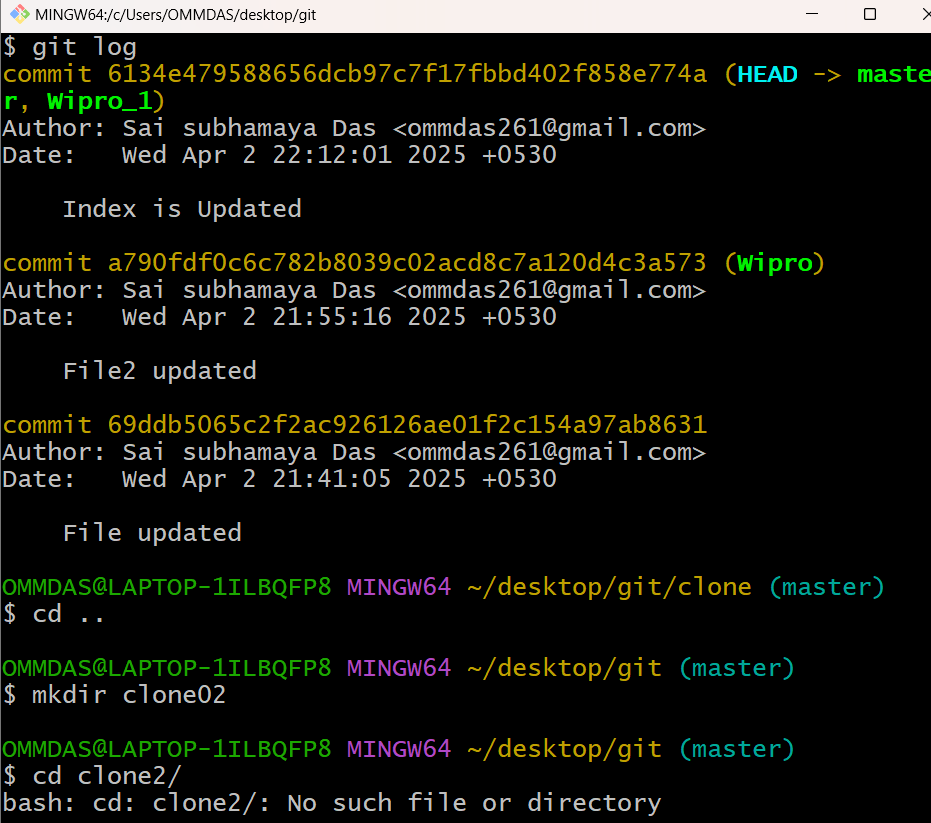 MINGW64:/c/Users/OMMDAS/desktop/git
$ git log
commit 6134e479588656dcb97c7f17fbbd402f858e774a (HEAD -> maste
r, Wipro_1)
Author: Sai subhamaya Das <ommdas261@gmail.com>
Date:   Wed Apr 2 22:12:01 2025 +0530
    Index is Updated
commit a790fdf0c6c782b8039c02acd8c7a120d4c3a573 (Wipro)
Author: Sai subhamaya Das <ommdas261@gmail.com>
Date:   Wed Apr 2 21:55:16 2025 +0530
    File2 updated
commit 69ddb5065c2f2ac926126ae01f2c154a97ab8631
Author: Sai subhamaya Das <ommdas261@gmail.com>
Date:   Wed Apr 2 21:41:05 2025 +0530
    File updated
OMMDAS@LAPTOP-1ILBQFP8 MINGW64 ~/desktop/git/clone (master)
$ cd ..
OMMDAS@LAPTOP-1ILBQFP8 MINGW64 ~/desktop/git (master)
$ mkdir clone02
OMMDAS@LAPTOP-1ILBQFP8 MINGW64 ~/desktop/git (master)
$ cd clone2/
bash: cd: clone2/: No such file or directory